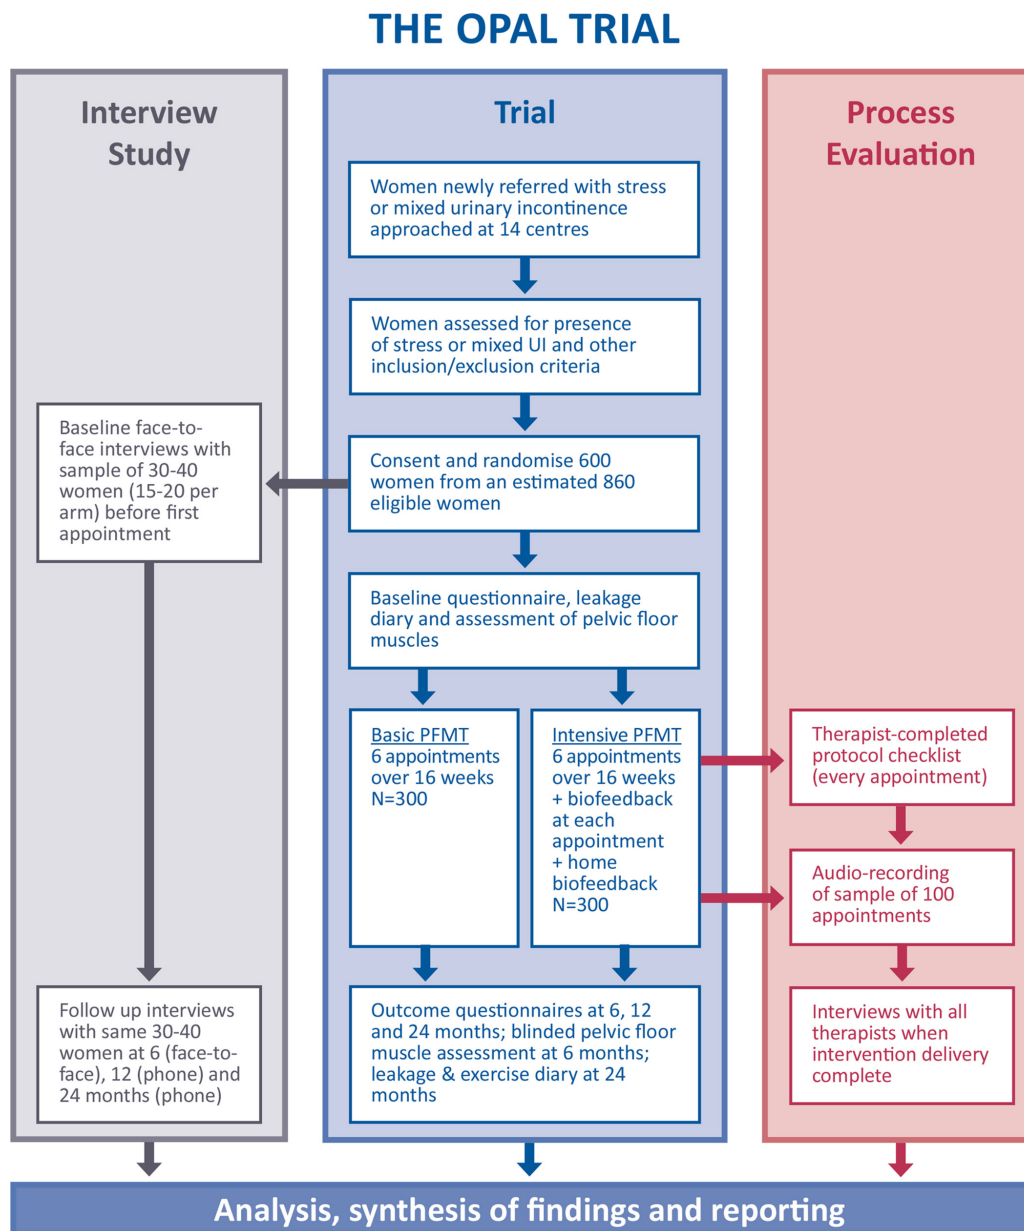 THE OPAL TRIAL
Interview
Study
Baseline face-to-
face interviews with
sample of 30-40
women (15-20 per
arm) before first
appointment
Follow up interviews
with same 30-40
women at 6 (face-to-
face), 12 (phone) and
24 months (phone)
Trial
Women newly referred with stress
or mixed urinary incontinence
approached at 14 centres
Women assessed for presence
of stress or mixed UI and other
inclusion/exclusion criteria
Consent and randomise 600
women from an estimated 860
eligible women
Baseline questionnaire, leakage
diary and assessment of pelvic floor
muscles
Basic PFMT
6 appointments
over 16 weeks
N=300
Intensive PFMT
6 appointments
over 16 weeks
+ biofeedback
at each
appointment
+ home
biofeedback
N=300
Outcome questionnaires at 6, 12
and 24 months; blinded pelvic floor
muscle assessment at 6 months;
leakage & exercise diary at 24
months
Process
Evaluation
Therapist-completed
protocol checklist
(every appointment)
Audio-recording
of sample of 100
appointments
Interviews with all
therapists when
intervention delivery
complete
Analysis, synthesis of findings and reporting